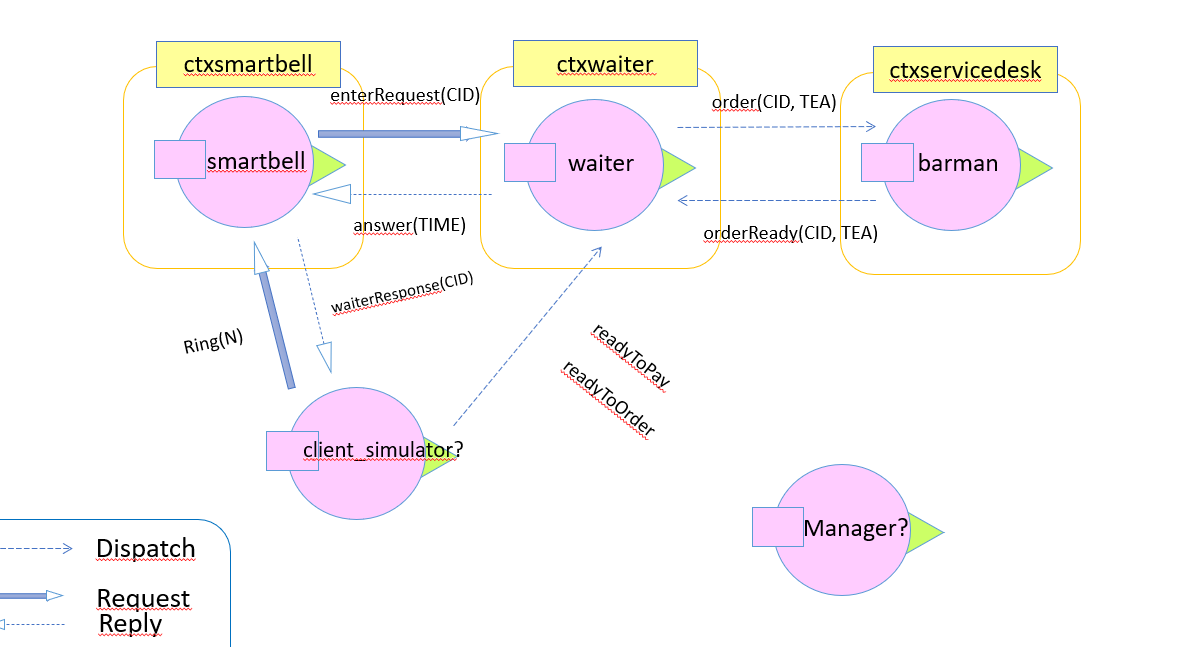 ctxsmartbell
ctxwaiter
ctxservicedesk
enterRequest(CID)
order(CID, TEA)
smartbell
waiter
barman
answer(TIME)
orderReady(CID, TEA)
waiterResponse(CID)
Ring(N)
readyToPay
readyToOrder
client_simulator?
Manager?
Dispatch
Request
Reply